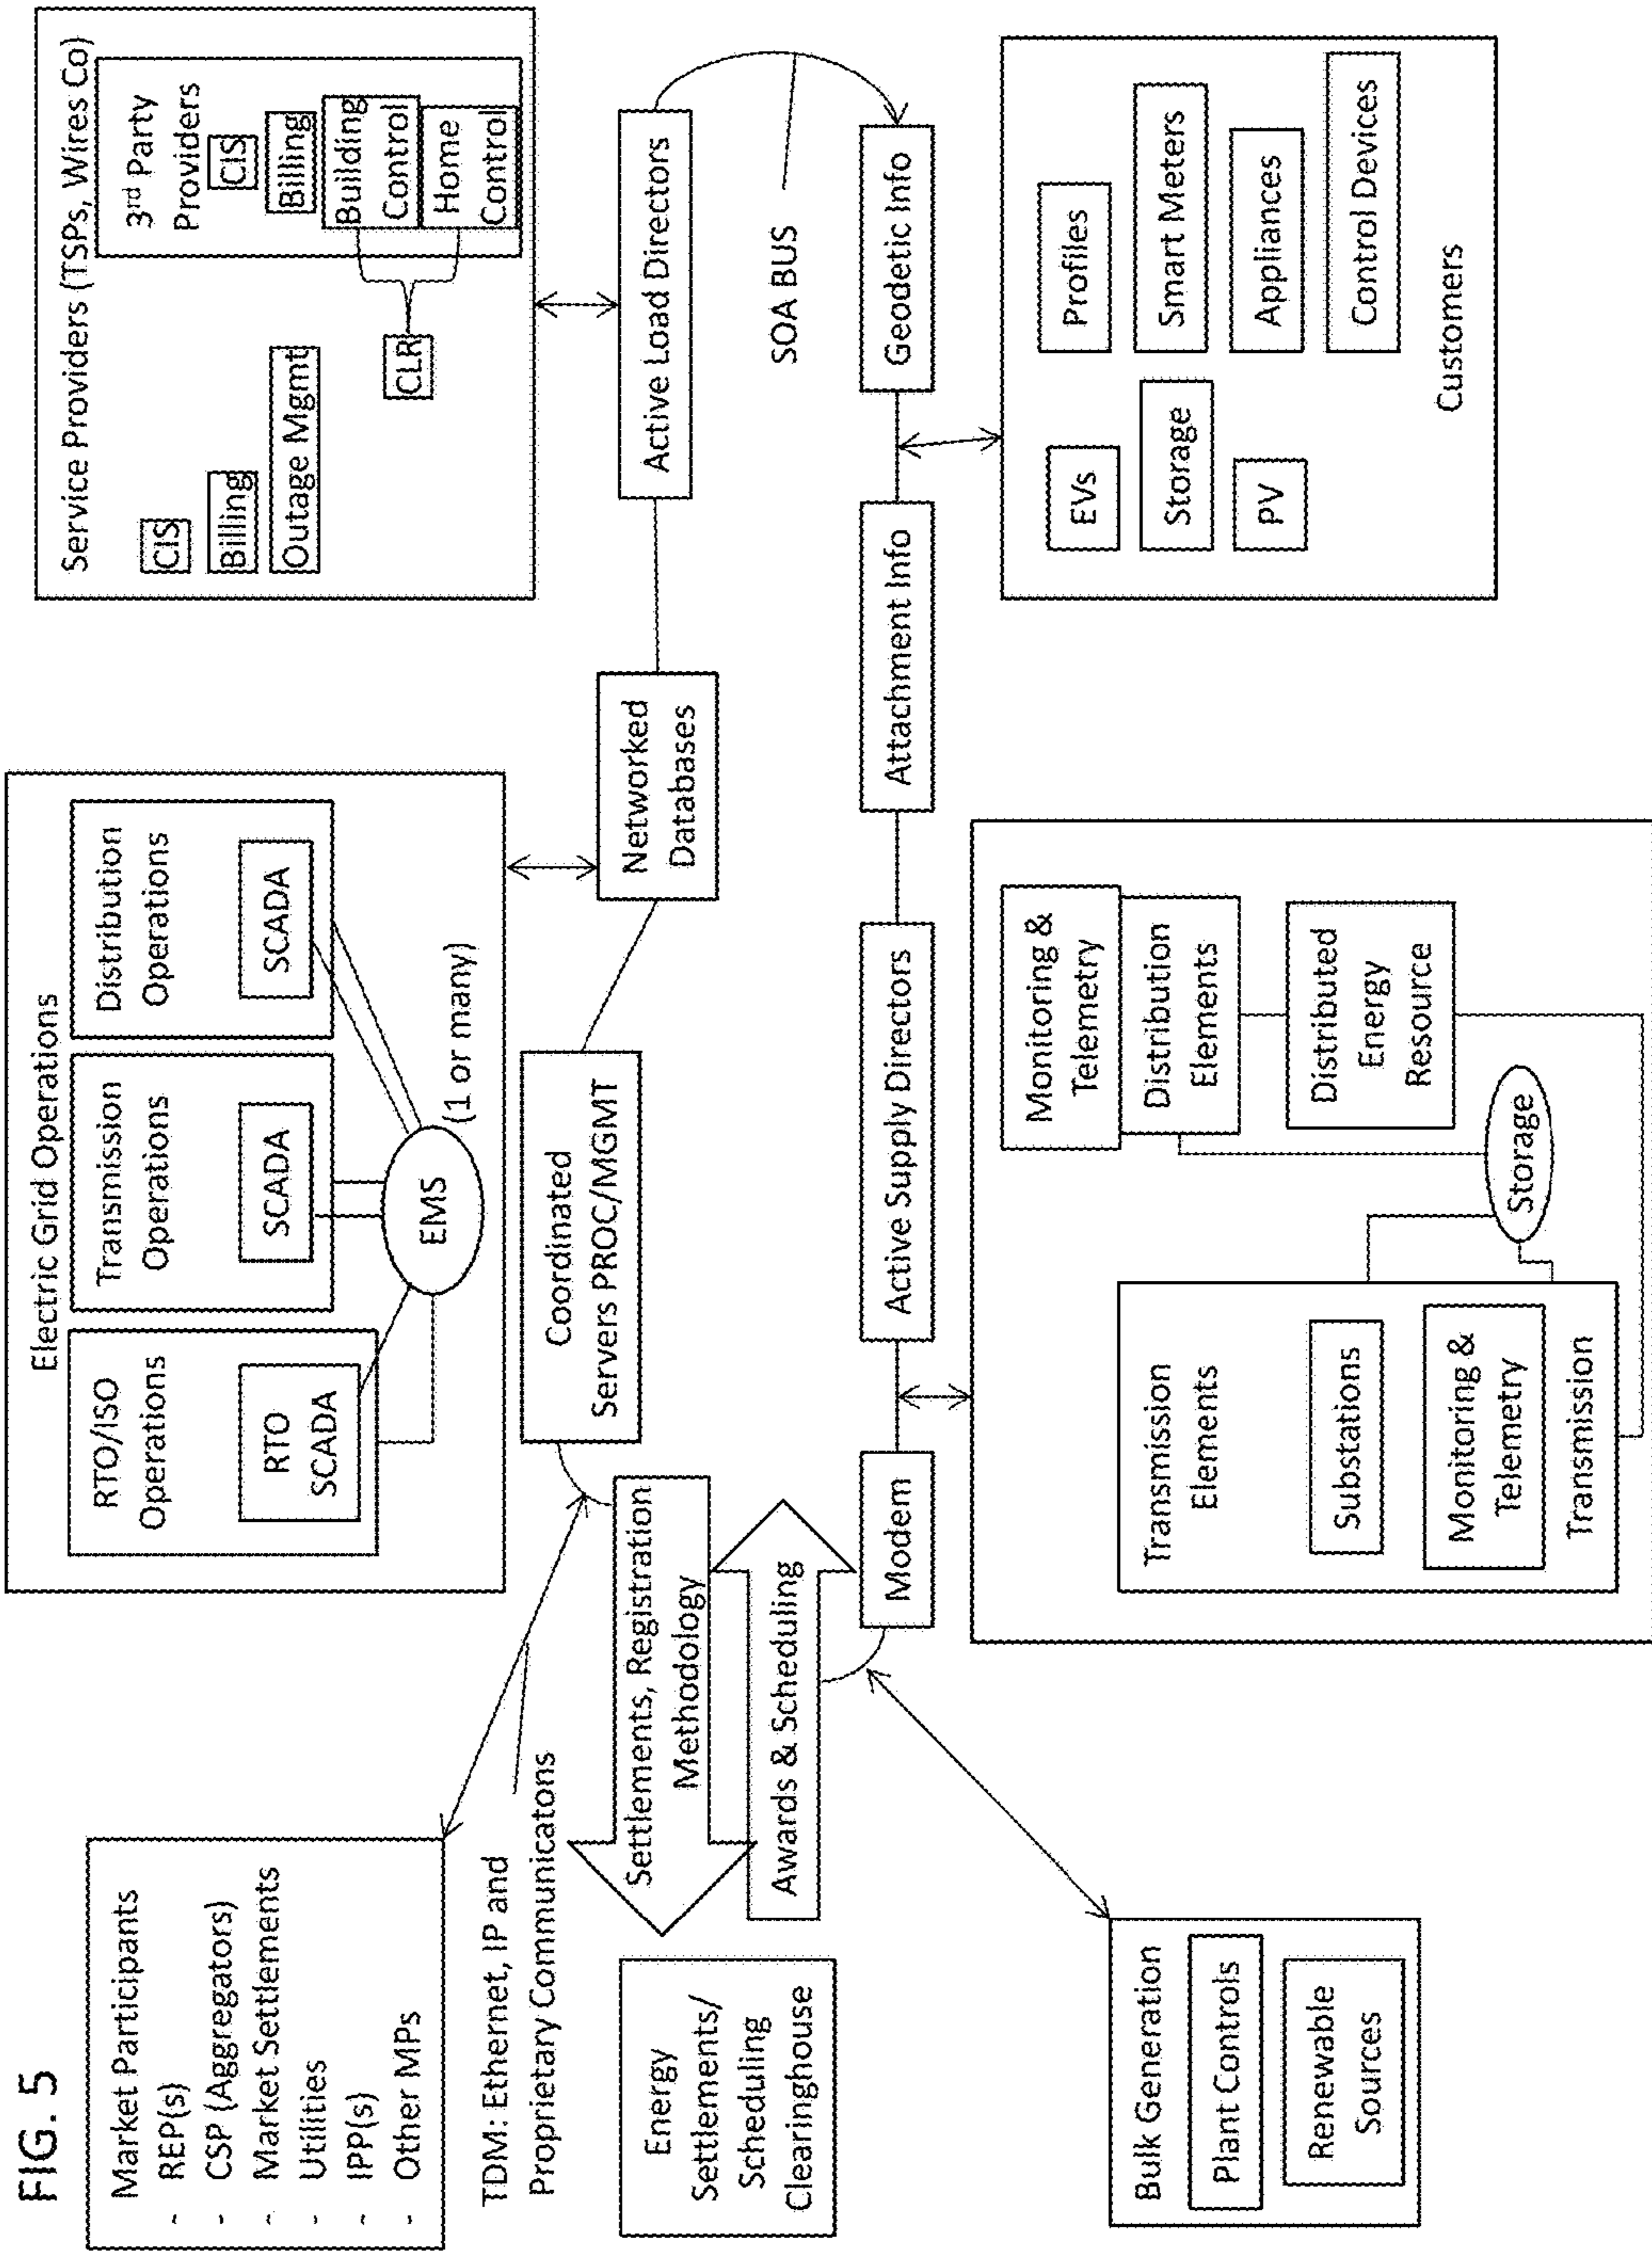 FIG. 5
Market Participants
- REP(s)
- CSP (Aggregators)
- Market Settlements
- Utilities
- IPP(s)
- Other MPs
Electric Grid Operations
RTO/ISO
Operations
RTO
SCADA
Transmission
Operations
SCADA
Distribution
Operations
SCADA
EMS
(1 or many)
Service Providers (TSPs, Wires Co)
CIS
Billing
Outage Mgmt
CLR
3rd Party
Providers
CIS
Billing
Building
Control
Home
Control
TDM: Ethernet, IP and
Proprietary Communicatons
Coordinated
Servers PROC/MGMT
Networked
Databases
Active Load Directors
SOA BUS
Energy
Settlements/
Scheduling
Clearinghouse
Settlements, Registration
Methodology
Awards & Scheduling
Modem
Active Supply Directors
Attachment Info
Geodetic Info
Bulk Generation
Plant Controls
Renewable
Sources
Transmission
Elements
Substations
Monitoring &
Telemetry
Transmission
Monitoring &
Telemetry
Distribution
Elements
Distributed
Energy
Resource
Storage
EVs
Storage
PV
Profiles
Smart Meters
Appliances
Control Devices
Customers